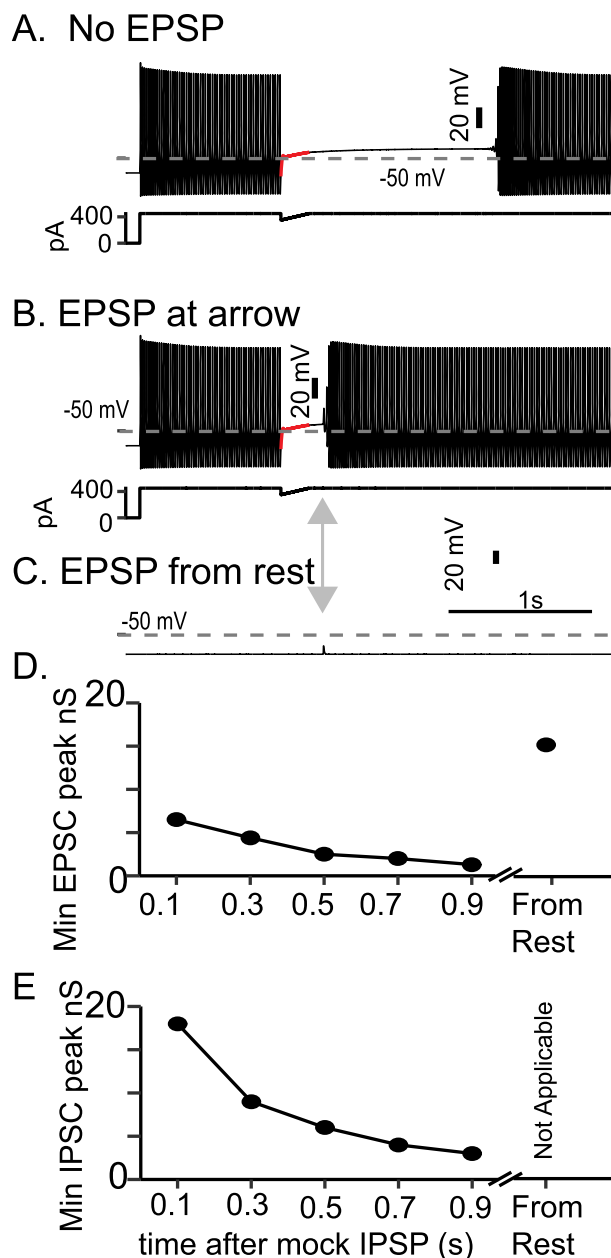 A. No EPSP
20 mV
-50 mV
400
0
pA
B. EPSP at arrow
20 mV
-50 mV
400
0
pA
C. EPSP from rest
20 mV
1s
-50 mV
D.
Min EPSC peak nS
20
0
0.1 0.3 0.5 0.7 0.9 From Rest
E
Min IPSC peak nS
20
0
Not Applicable
0.1 0.3 0.5 0.7 0.9 From Rest
time after mock IPSP (s)